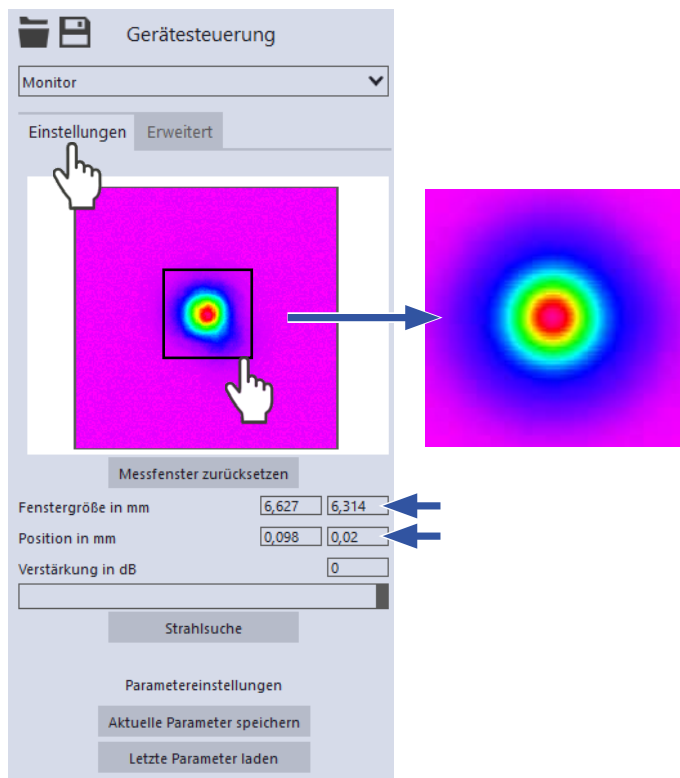 Gerätesteuerung
Monitor
Einstellungen Erweitert
Messfenster zurücksetzen
Fenstergröße in mm 6,627 6,314
Position in mm 0,098 0,02
Verstärkung in dB 0
Strahlsuche
Parametereinstellungen
Aktuelle Parameter speichern
Letzte Parameter laden